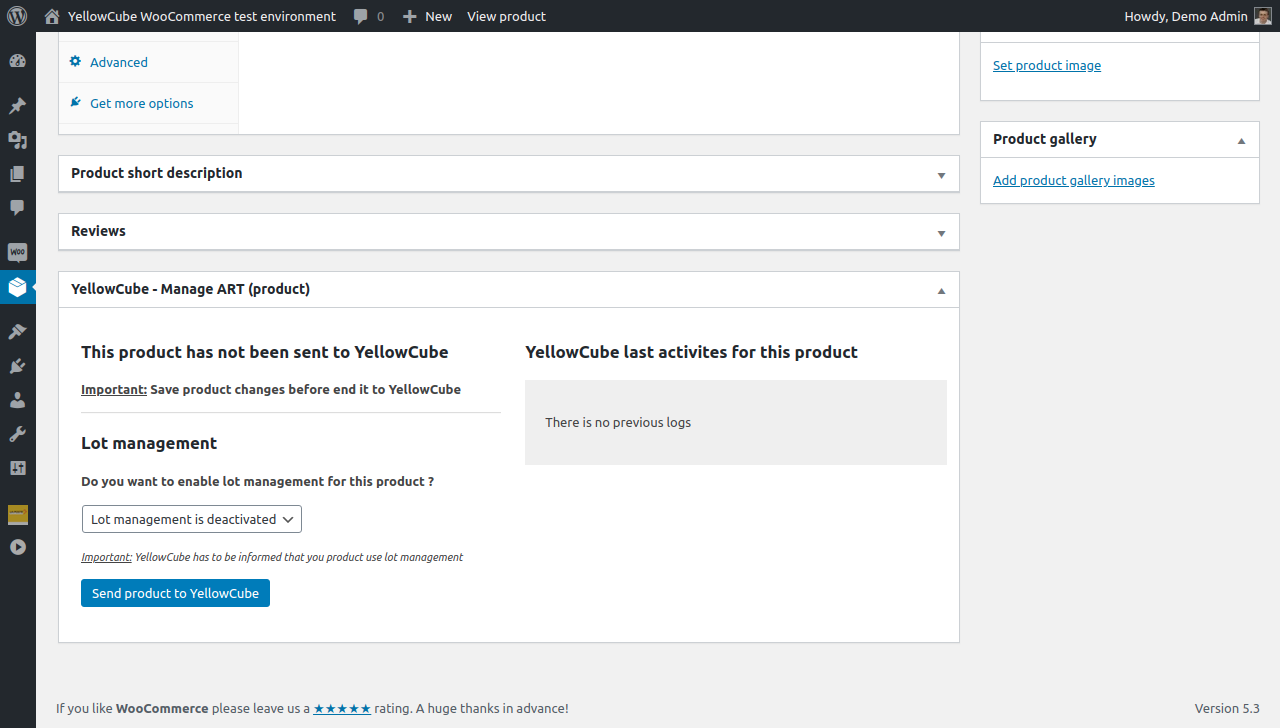 YellowCube WooCommerce test environment 0 New View product Howdy, Demo Admin
Advanced
Get more options
Set product image
Product gallery
Add product gallery images
Product short description
Reviews
YellowCube - Manage ART (product)
This product has not been sent to YellowCube
Important: Save product changes before end it to YellowCube
Lot management
Do you want to enable lot management for this product ?
Lot management is deactivated
Important: YellowCube has to be informed that you product use lot management
Send product to YellowCube
YellowCube last activites for this product
There is no previous logs
If you like WooCommerce please leave us a ★★★★★ rating. A huge thanks in advance!
Version 5.3